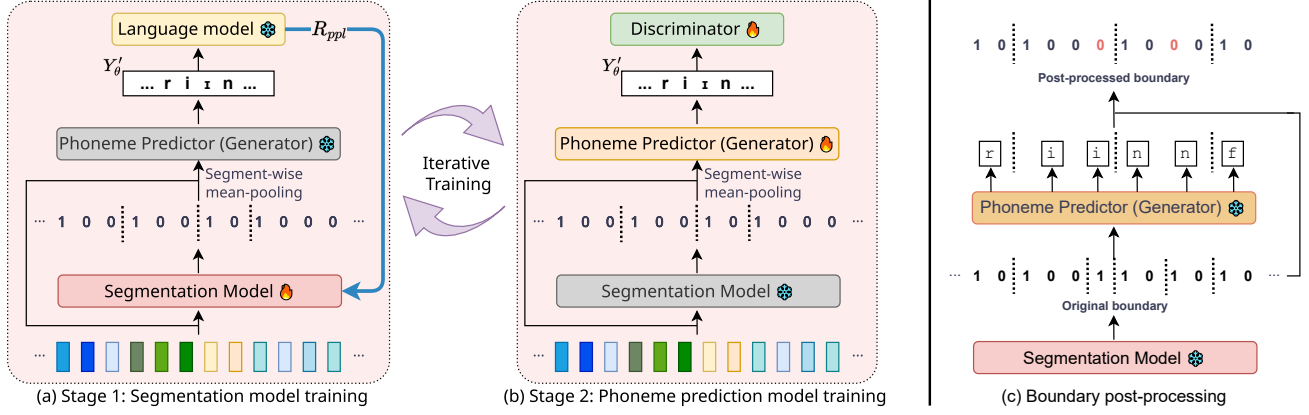 Language model
R_ppl
Y'_θ
... r i ɪ n ...
Phoneme Predictor (Generator)
Segment-wise
mean-pooling
... 1 0 0 1 0 0 1 0 1 0 0 0 ...
Segmentation Model
... ...
(a) Stage 1: Segmentation model training
Iterative
Training
Discriminator
Y'_θ
... r i ɪ n ...
Phoneme Predictor (Generator)
Segment-wise
mean-pooling
... 1 0 0 1 0 0 1 0 1 0 0 0 ...
Segmentation Model
... ...
(b) Stage 2: Phoneme prediction model training
1 0 1 0 0 0 1 0 0 1 0
Post-processed boundary
r i i n n f
Phoneme Predictor (Generator)
... 1 0 1 0 0 1 1 0 1 0 1 0 ...
Original boundary
Segmentation Model
(c) Boundary post-processing